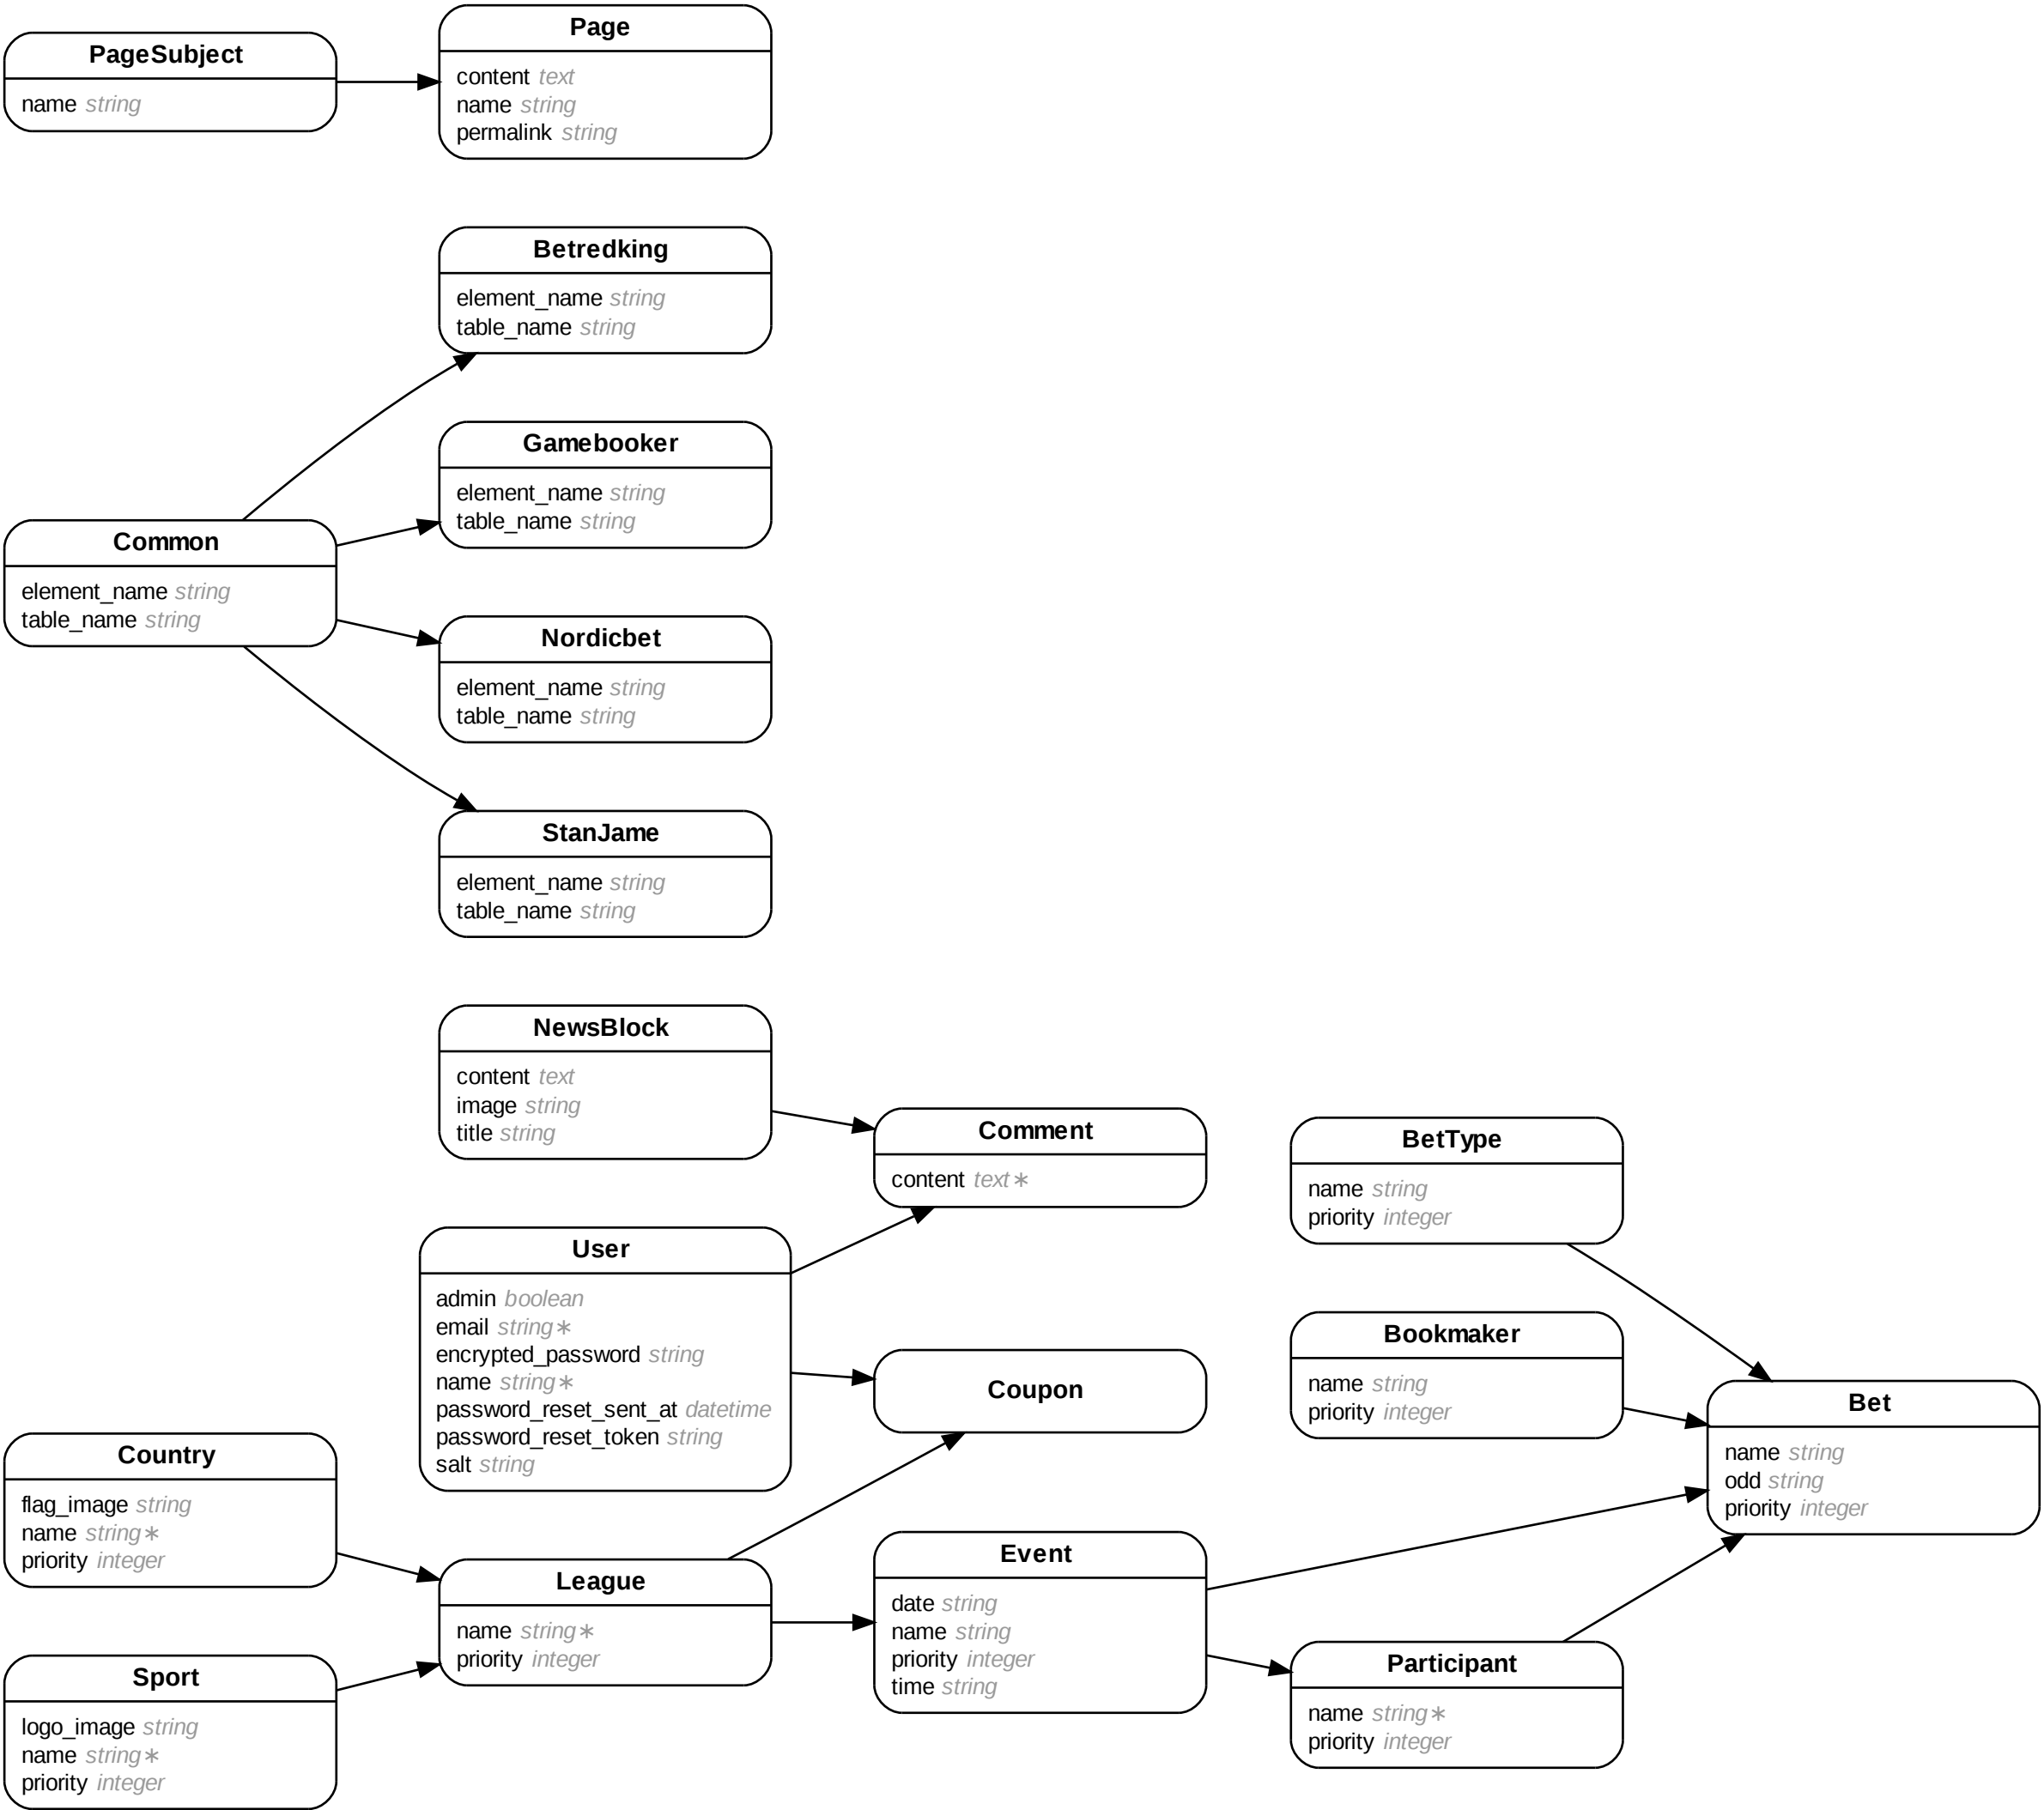 PageSubject
name string
Page
content text
name string
permalink string
Betredking
element_name string
table_name string
Gamebooker
element_name string
table_name string
Common
element_name string
table_name string
Nordicbet
element_name string
table_name string
StanJame
element_name string
table_name string
NewsBlock
content text
image string
title string
Comment
content text∗
BetType
name string
priority integer
User
admin boolean
email string∗
encrypted_password string
name string∗
password_reset_sent_at datetime
password_reset_token string
salt string
Coupon
Bookmaker
name string
priority integer
Bet
name string
odd string
priority integer
Country
flag_image string
name string∗
priority integer
League
name string∗
priority integer
Event
date string
name string
priority integer
time string
Participant
name string∗
priority integer
Sport
logo_image string
name string∗
priority integer